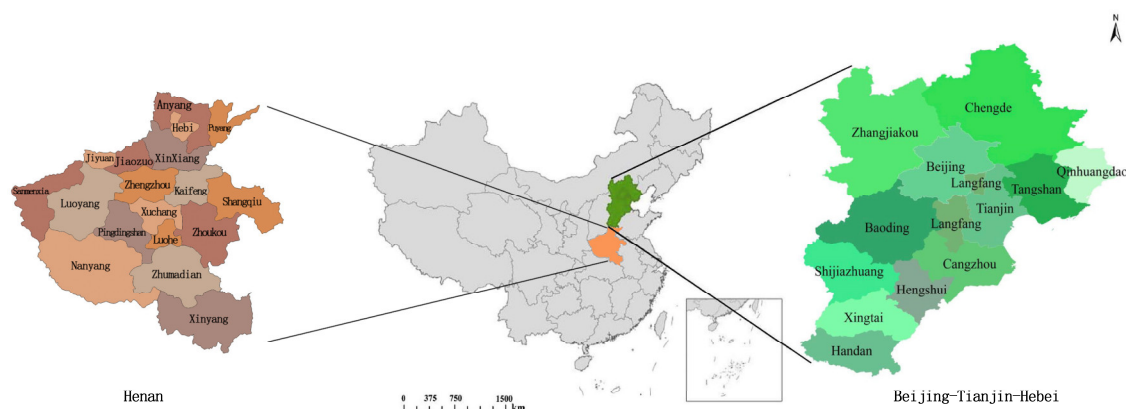 N
Anyang
Hebi
Puyang
Jiyuan
Jiaozuo
XinXiang
Sanmenxia
Zhengzhou
Kaifeng
Luoyang
Shangqiu
Xuchang
Pingdingshan
Zhoukou
Luohe
Nanyang
Zhumadian
Xinyang
Henan
0 375 750 1500
km
Chengde
Zhangjiakou
Beijing
Qinhuangdao
Langfang
Tangshan
Tianjin
Baoding
Langfang
Cangzhou
Shijiazhuang
Hengshui
Xingtai
Handan
Beijing-Tianjin-Hebei